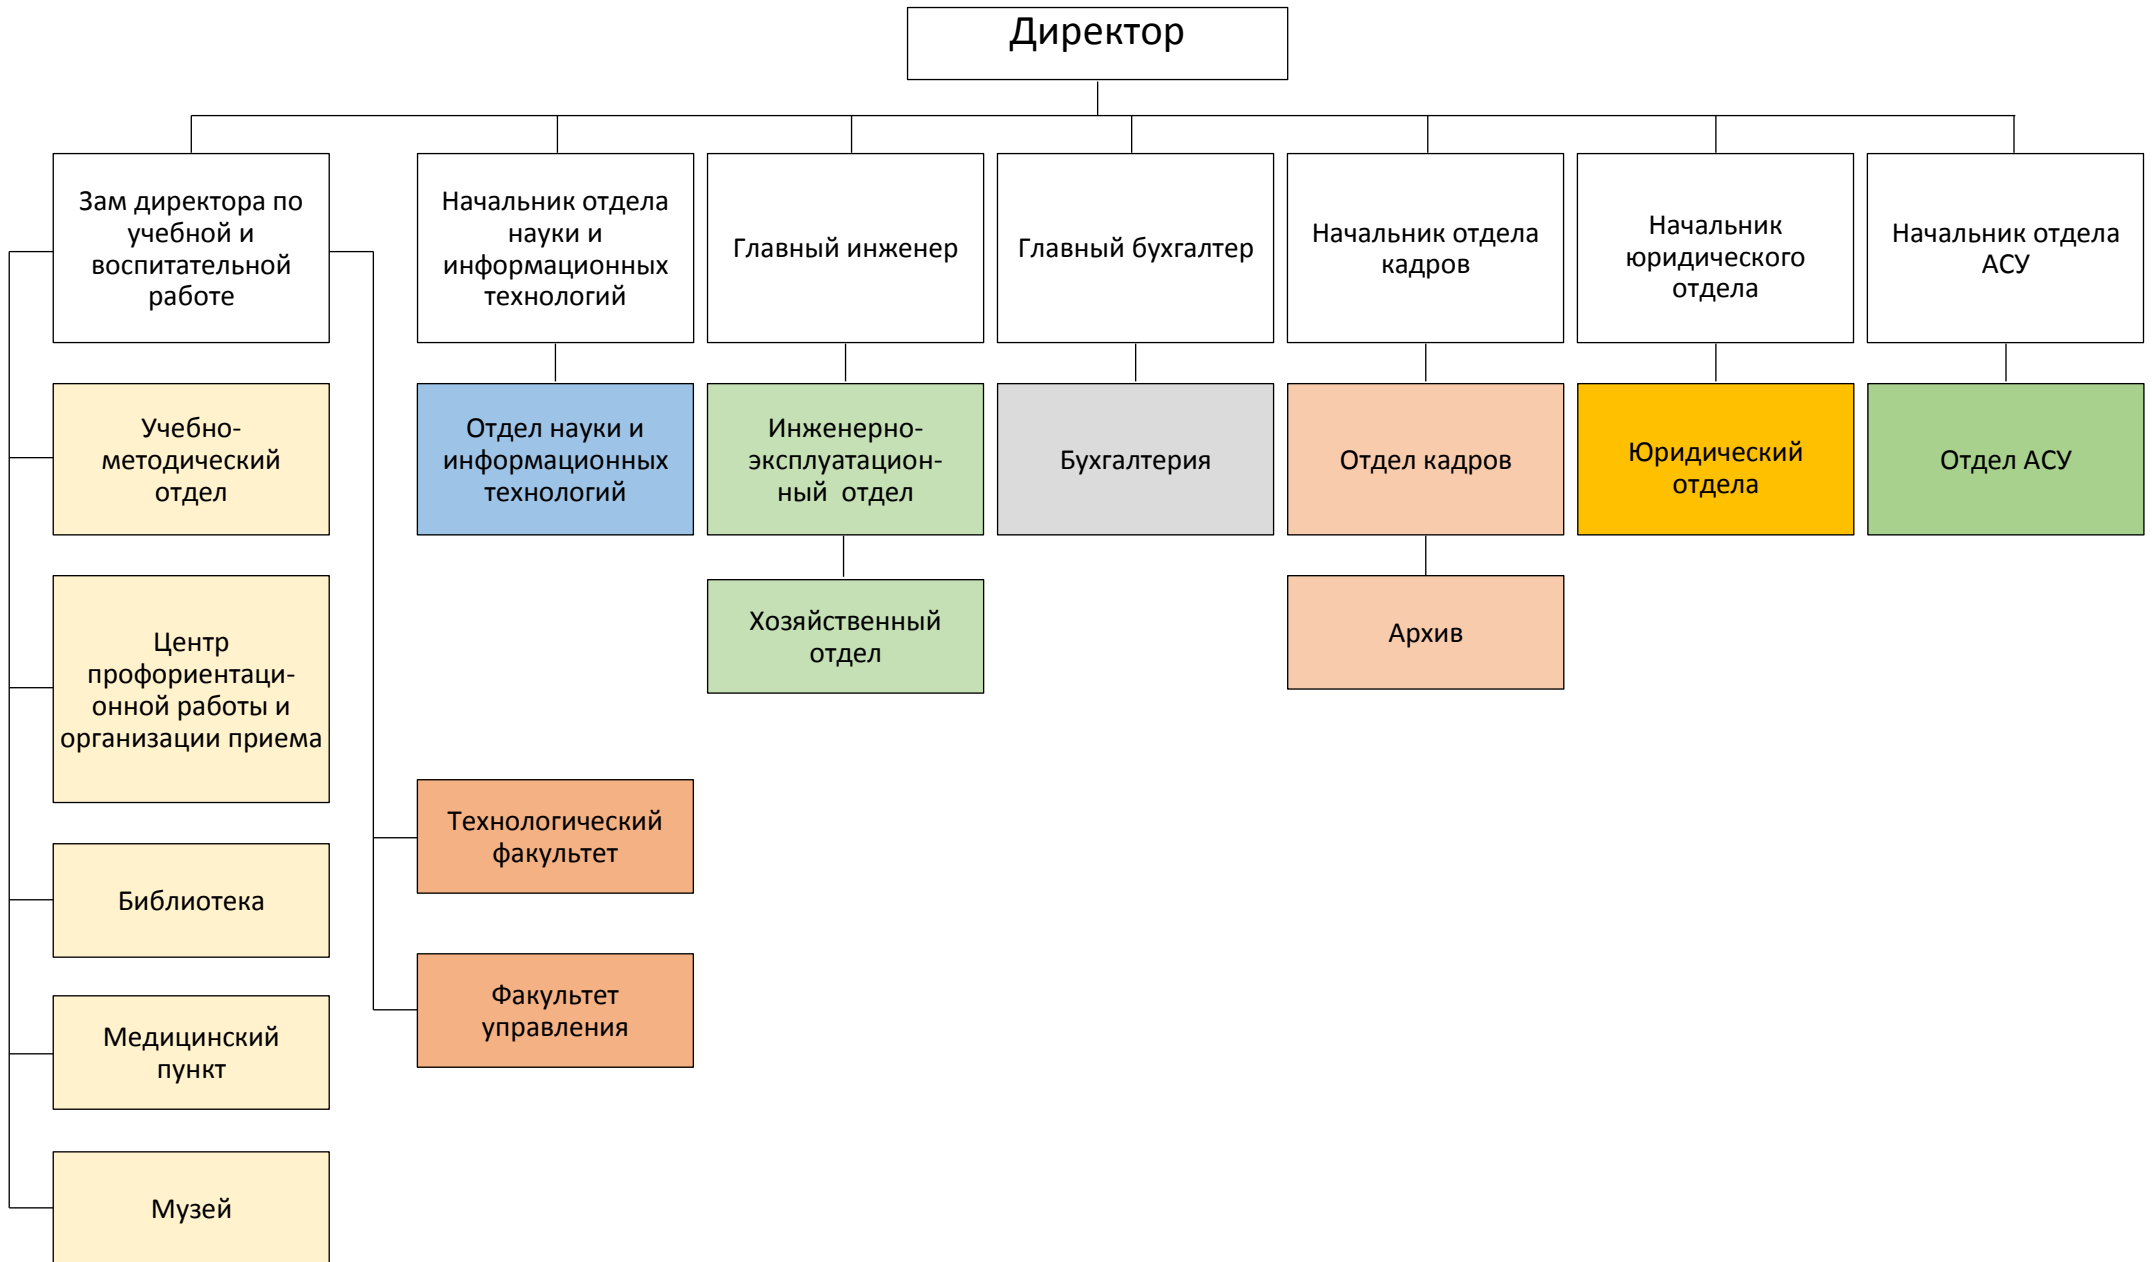 Директор
Зам директора по
учебной и
воспитательной
работе
Начальник отдела
науки и
информационных
технологий
Главный инженер
Главный бухгалтер
Начальник отдела
кадров
Начальник
юридического
отдела
Начальник отдела
АСУ
Учебно-
методический
отдел
Отдел науки и
информационных
технологий
Инженерно-
эксплуатацион-
ный отдел
Бухгалтерия
Отдел кадров
Юридический
отдела
Отдел АСУ
Центр
профориентаци-
онной работы и
организации приема
Хозяйственный
отдел
Архив
Технологический
факультет
Библиотека
Факультет
управления
Медицинский
пункт
Музей